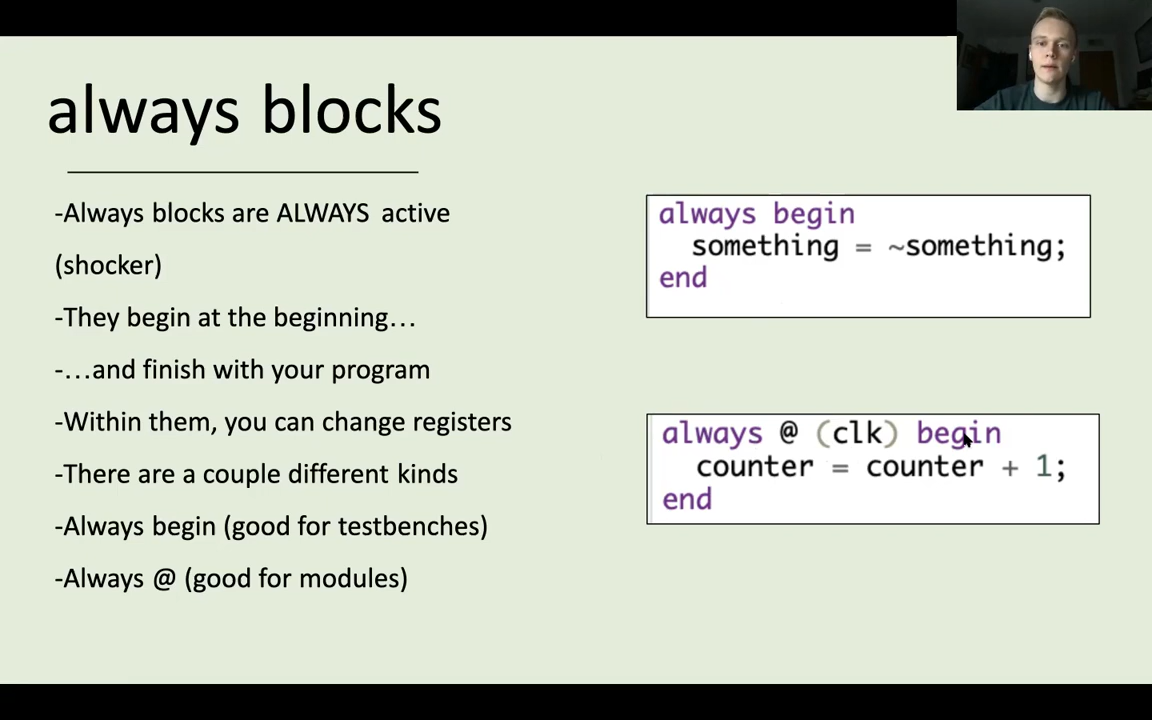 always blocks
-Always blocks are ALWAYS active
(shocker)
-They begin at the beginning…
-…and finish with your program
-Within them, you can change registers
-There are a couple different kinds
-Always begin (good for testbenches)
-Always @ (good for modules)
always begin
something = ~something;
end
always @ (clk) begin
counter = counter + 1;
end